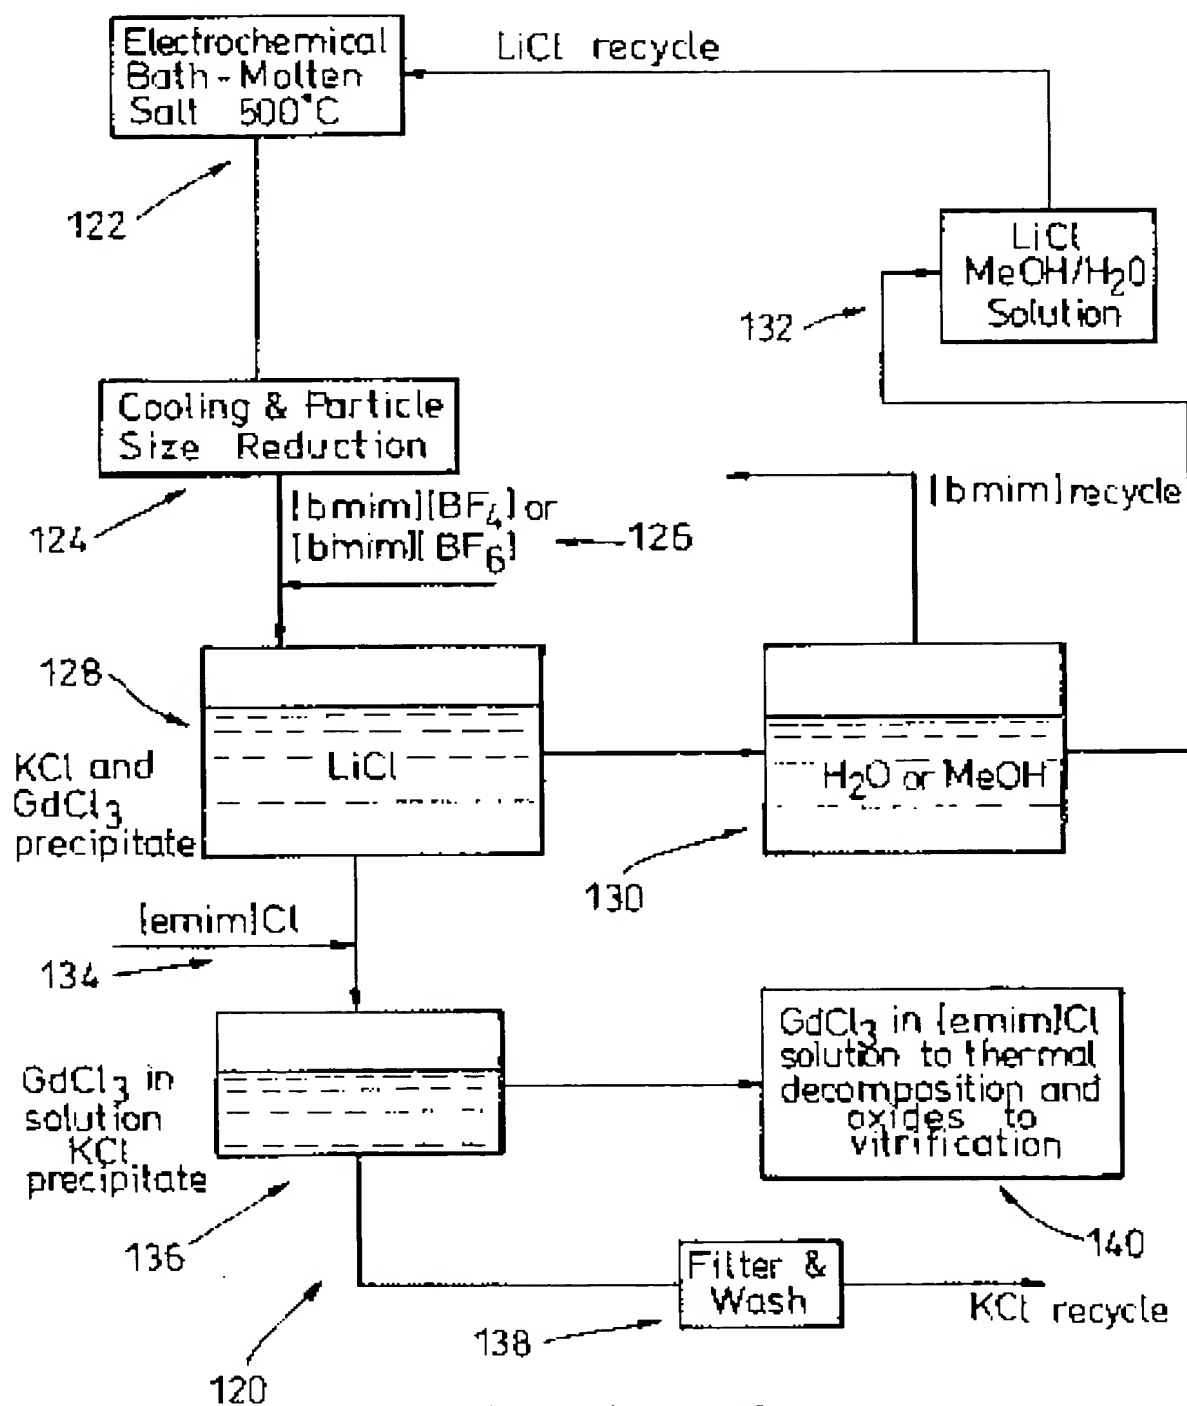 Electrochemical
Bath-Molten
Salt 500°C
LiCl recycle
122
LiCl
MeOH/H2O
Solution
132
Cooling & Particle
Size Reduction
124
[bmim][BF4] or
[bmim][BF6]
126
[bmim] recycle
128
KCl and
GdCl3
precipitate
LiCl
H2O or MeOH
130
[emim]Cl
134
GdCl3 in
solution
KCl
precipitate
136
GdCl3 in [emim]Cl
solution to thermal
decomposition and
oxides to
vitrification
140
Filter &
Wash
138
KCl recycle
120